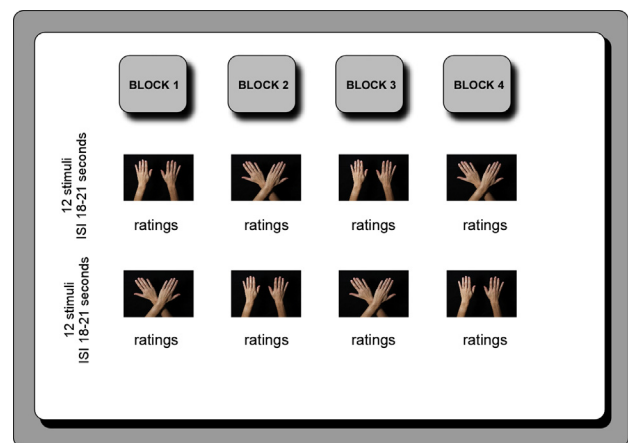 BLOCK 1
BLOCK 2
BLOCK 3
BLOCK 4
12 stimuli
ISI 18-21 seconds
ratings
ratings
ratings
ratings
12 stimuli
ISI 18-21 seconds
ratings
ratings
ratings
ratings